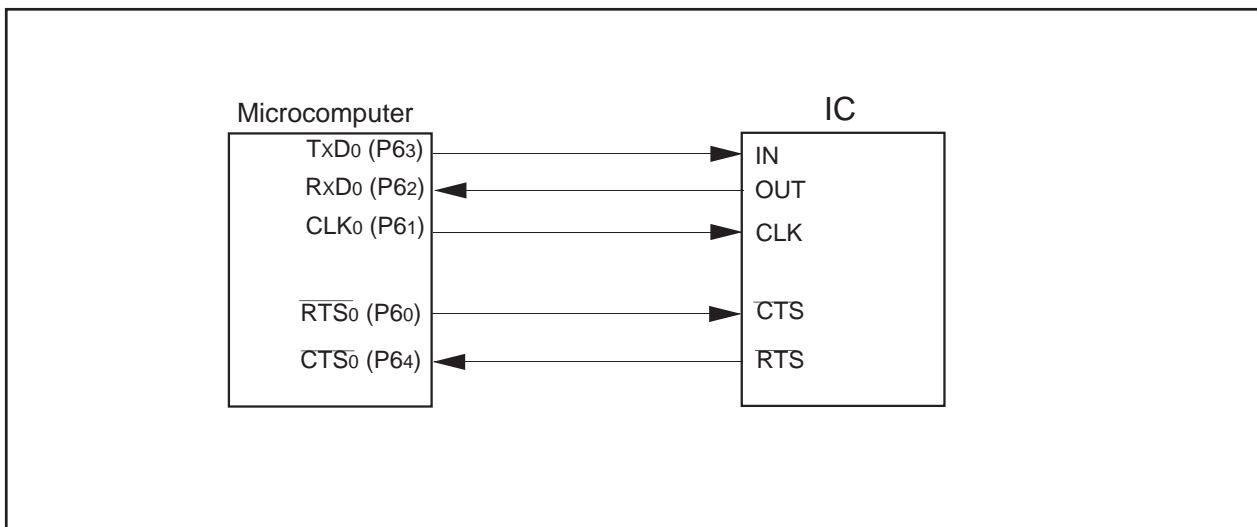 Microcomputer
TxD0 (P63)
RxD0 (P62)
CLK0 (P61)
RTS0 (P60)
CTS0 (P64)
IC
IN
OUT
CLK
CTS
RTS